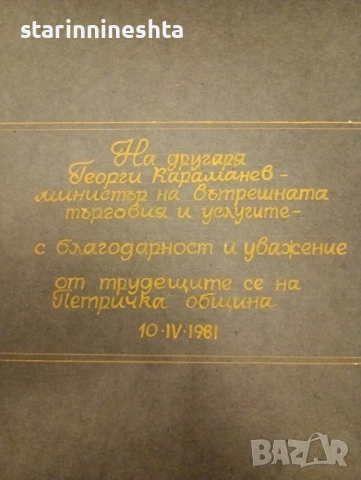 starinnineshta
На другаря
Георги Караманев -
министър на вътрешната
търговия и услугите -
с благодарност и уважение
от трудещите се на
Петричка община
10·IV·1981
BAZAR